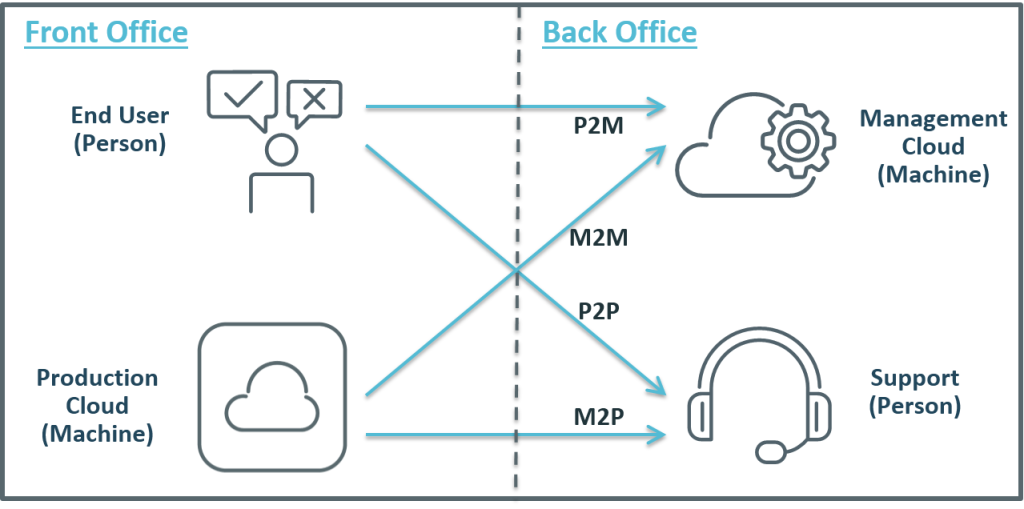 Front Office
Back Office
End User
(Person)
P2M
Management
Cloud
(Machine)
M2M
P2P
Production
Cloud
(Machine)
M2P
Support
(Person)